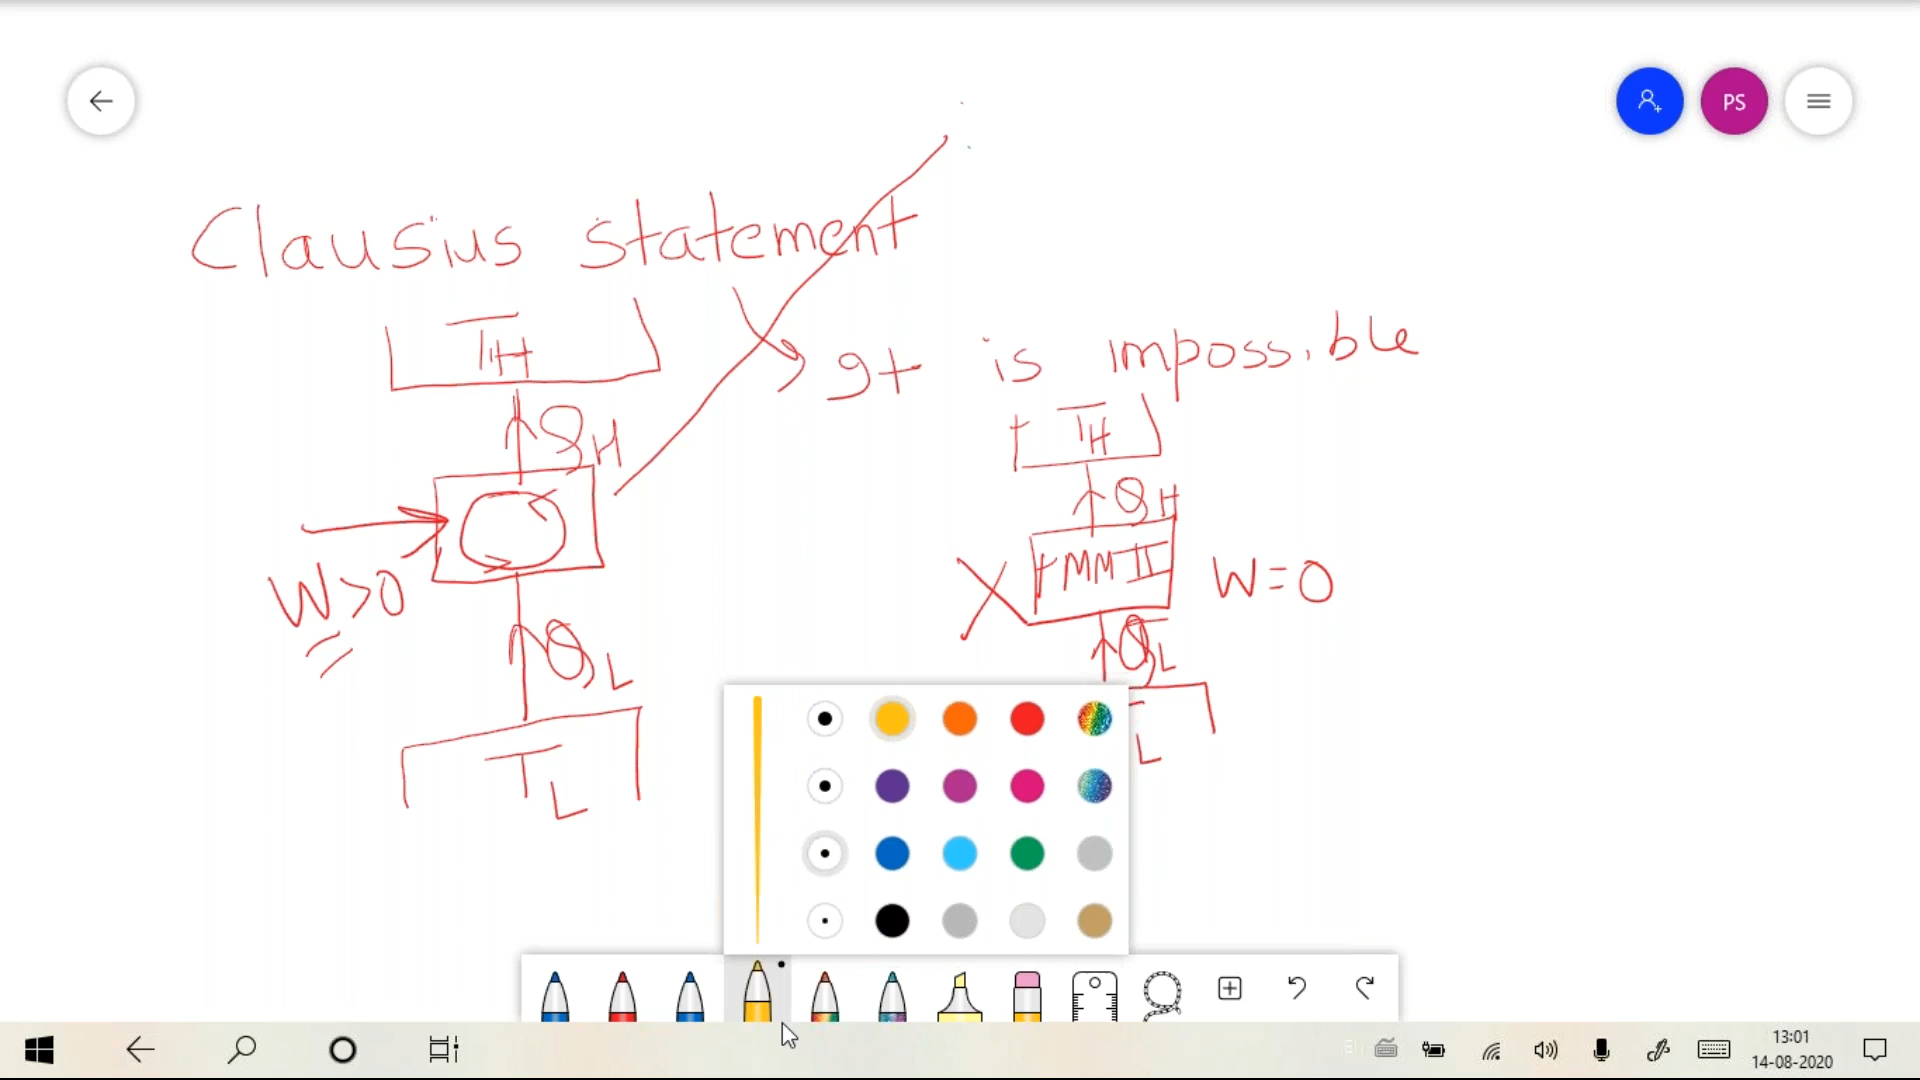 PS
Clausius statement
TH
It is impossible
QH
TH
QH
W>0
PMM II
W=0
QL
QL
TL
L
13:01
14-08-2020